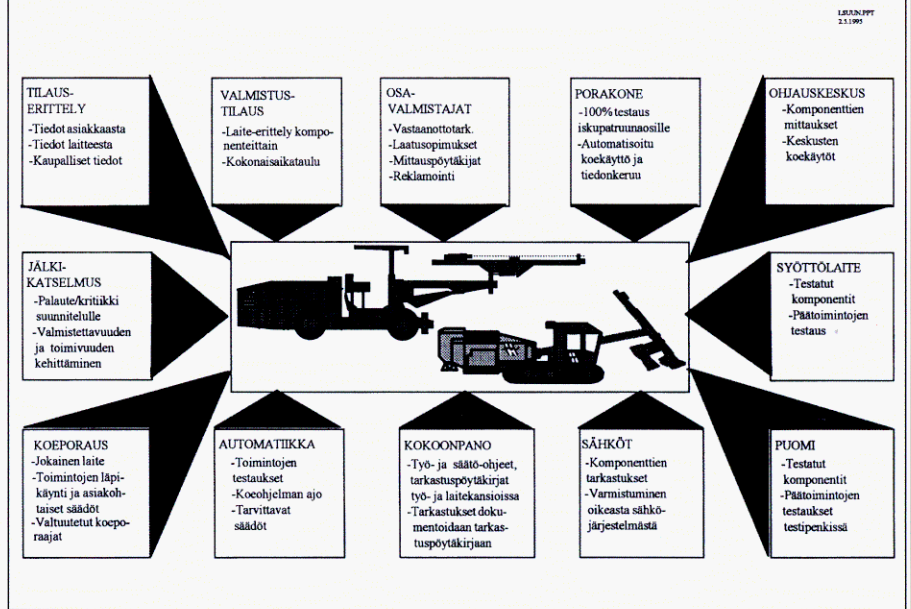 LSUUN.PPT
2.5.1995
TILAUS-
ERITTELY
-Tiedot asiakkaasta
-Tiedot laitteesta
-Kaupalliset tiedot
VALMISTUS-
TILAUS
-Laite-erittely kompo-
nenteittain
-Kokonaisaikataulu
OSA-
VALMISTAJAT
-Vastaanottotark.
-Laatusopimukset
-Mittauspöytäkijat
-Reklamointi
PORAKONE
-100% testaus
iskupatruunaosille
-Automatisoitu
koekäyttö ja
tiedonkeruu
OHJAUSKESKUS
-Komponenttien
mittaukset
-Keskusten
koekäytöt
JÄLKI-
KATSELMUS
-Palaute/kritiikki
suunnitelulle
-Valmistettavuuden
ja toimivuuden
kehittäminen
SYÖTTÖLAITE
-Testatut
komponentit
-Päätoimintojen
testaus
KOEPORAUS
-Jokainen laite
-Toimintojen läpi-
käynti ja asiakoh-
taiset säädöt
-Valtuutetut koepo-
raajat
AUTOMATIIKKA
-Toimintojen
testaukset
-Koeohjelman ajo
-Tarvittavat
säädöt
KOKOONPANO
-Työ- ja säätö-ohjeet,
tarkastuspöytäkirjat
työ- ja laitekansioissa
-Tarkastukset doku-
mentoidaan tarkas-
tuspöytäkirjaan
SÄHKÖT
-Komponenttien
tarkastukset
-Varmistuminen
oikeasta sähkö-
järjestelmästä
PUOMI
-Testatut
komponentit
-Päätoimintojen
testaukset
testipenkissä